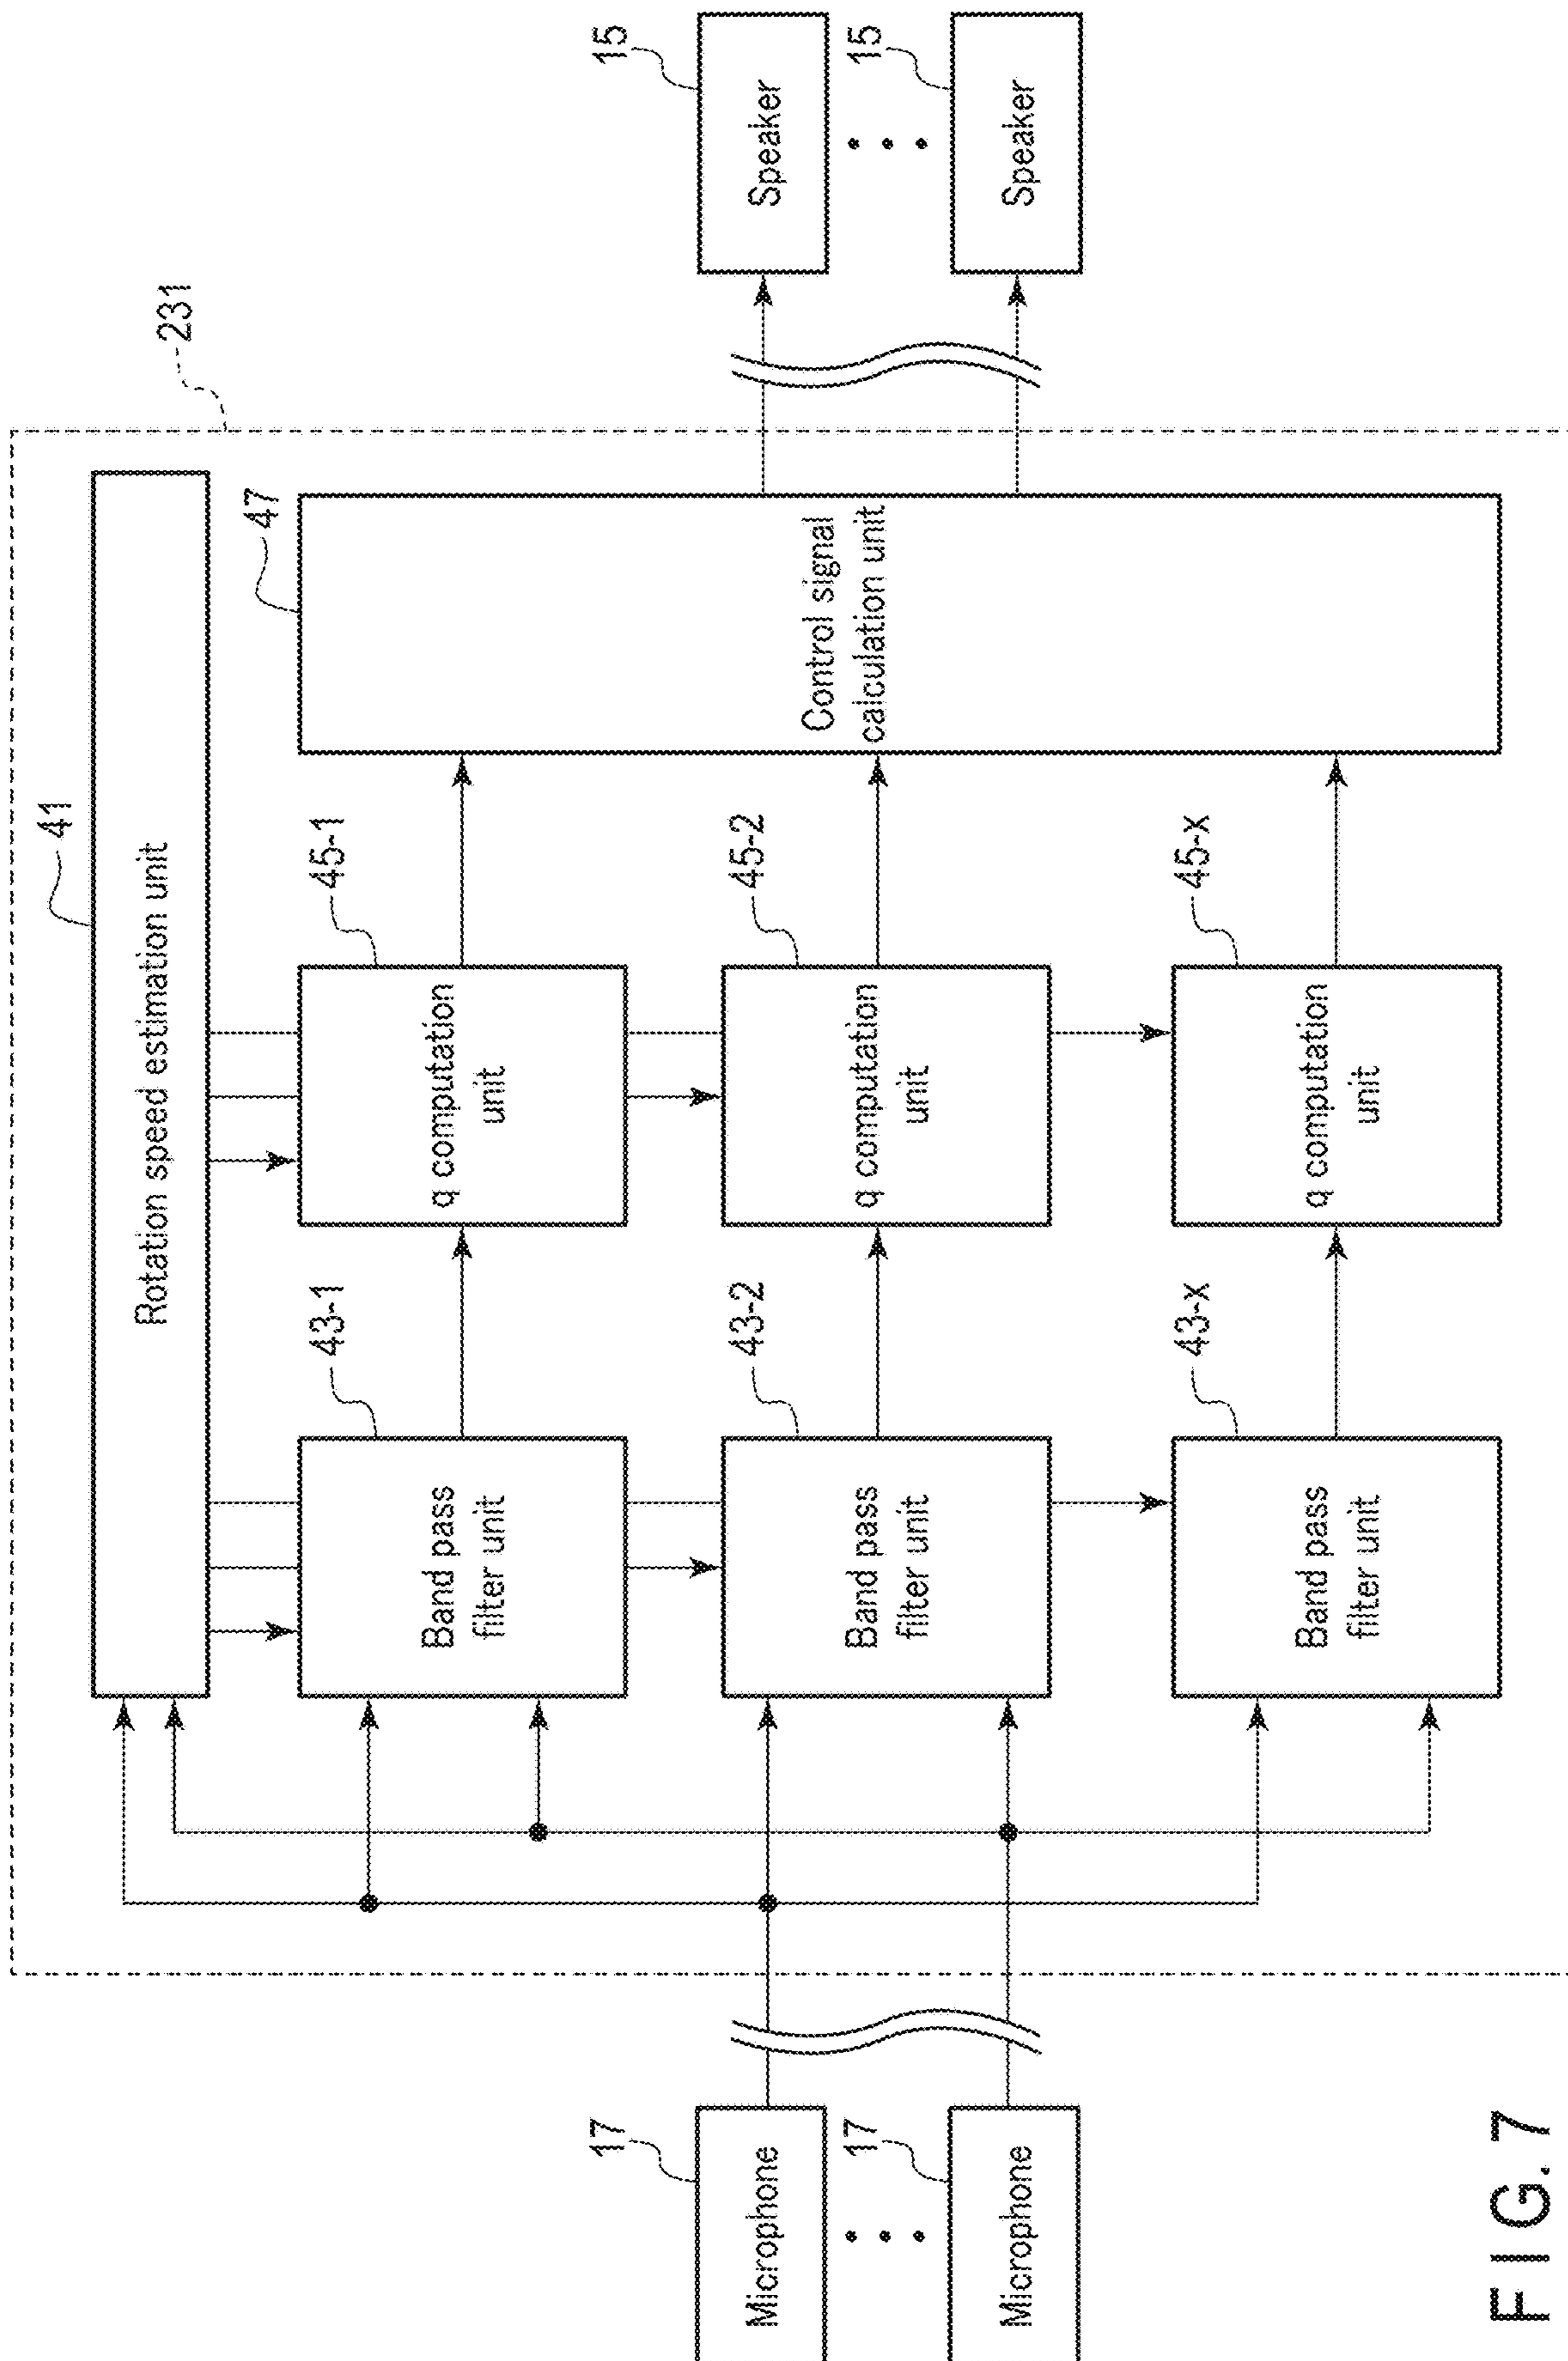 231
41
Rotation speed estimation unit
43-1
Band pass
filter unit
45-1
q computation
unit
47
Control signal
calculation unit
17
Microphone
43-2
Band pass
filter unit
45-2
q computation
unit
15
Speaker
17
Microphone
15
Speaker
43-x
Band pass
filter unit
45-x
q computation
unit
FIG. 7